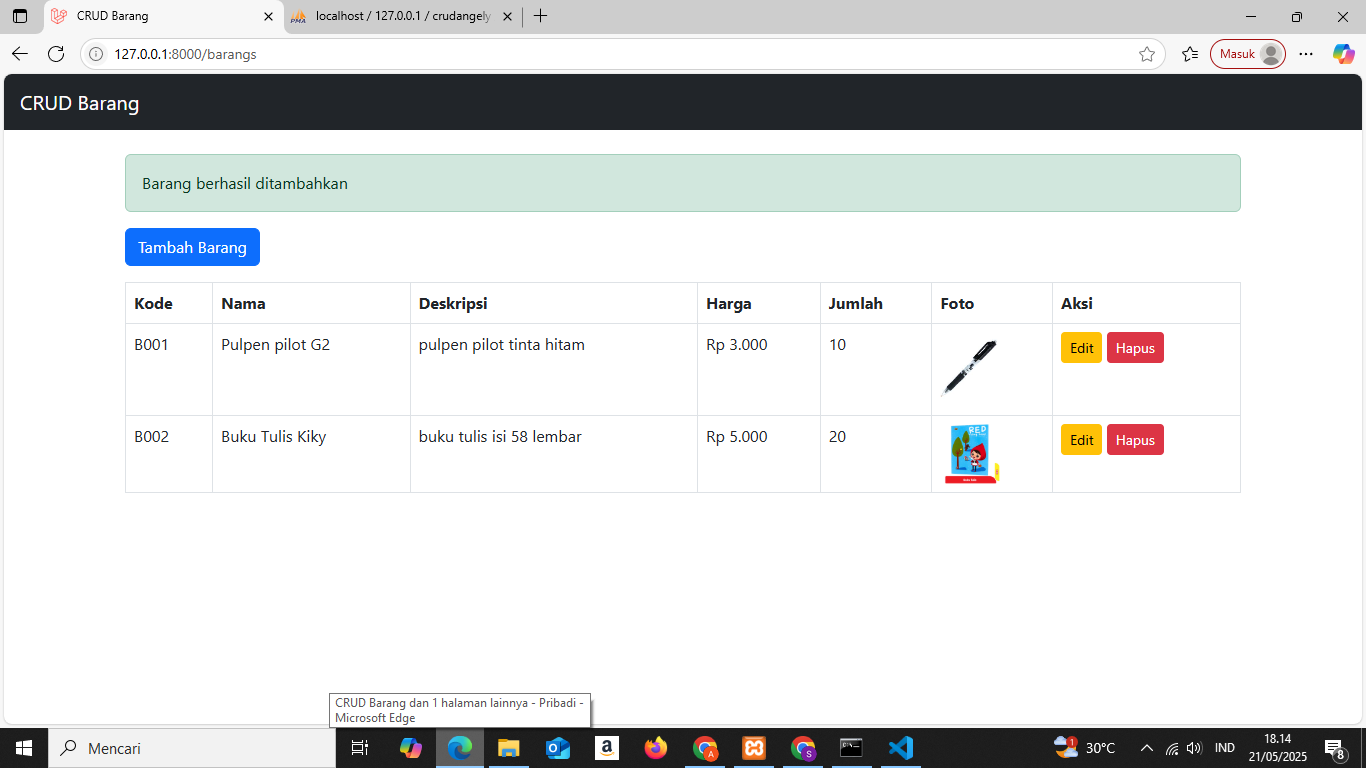 CRUD Barang
localhost / 127.0.0.1 / crudangely
127.0.0.1:8000/barangs
Masuk
CRUD Barang
Barang berhasil ditambahkan
Tambah Barang
Kode Nama Deskripsi Harga Jumlah Foto Aksi
B001 Pulpen pilot G2 pulpen pilot tinta hitam Rp 3.000 10 Edit Hapus
B002 Buku Tulis Kiky buku tulis isi 58 lembar Rp 5.000 20 RED Edit Hapus
CRUD Barang dan 1 halaman lainnya - Pribadi -
Microsoft Edge
Mencari
1
30°C
IND
18.14
21/05/2025
8